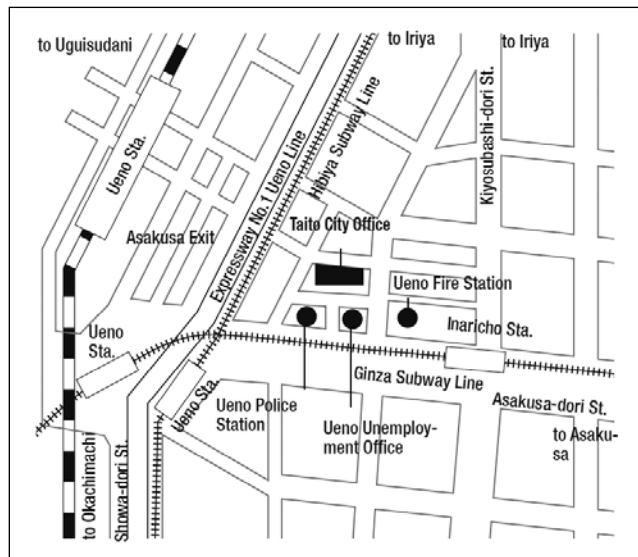 to Uguisudani
to Iriya
to Iriya
Ueno Sta.
Kiyosubashi-dori St.
Hibiya Subway Line
Expressway No.1 Ueno Line
Taito City Office
Asakusa Exit
Ueno Fire Station
Inaricho Sta.
Ueno
Sta.
Ginza Subway Line
Ueno Sta.
Asakusa-dori St.
Ueno Police
Station
Ueno Unemploy-
ment Office
to Asaku-
sa
to Okachimachi
Showa-dori St.